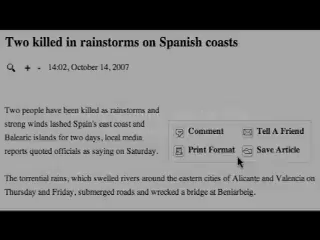 Two killed in rainstorms on Spanish coasts
+ - 14:02, October 14, 2007
Two people have been killed as rainstorms and
strong winds lashed Spain's east coast and
Balearic islands for two days, local media
reports quoted officials as saying on Saturday.
Comment Tell A Friend
Print Format Save Article
The torrential rains, which swelled rivers around the eastern cities of Alicante and Valencia on
Thursday and Friday, submerged roads and wrecked a bridge at Beniarbeig.